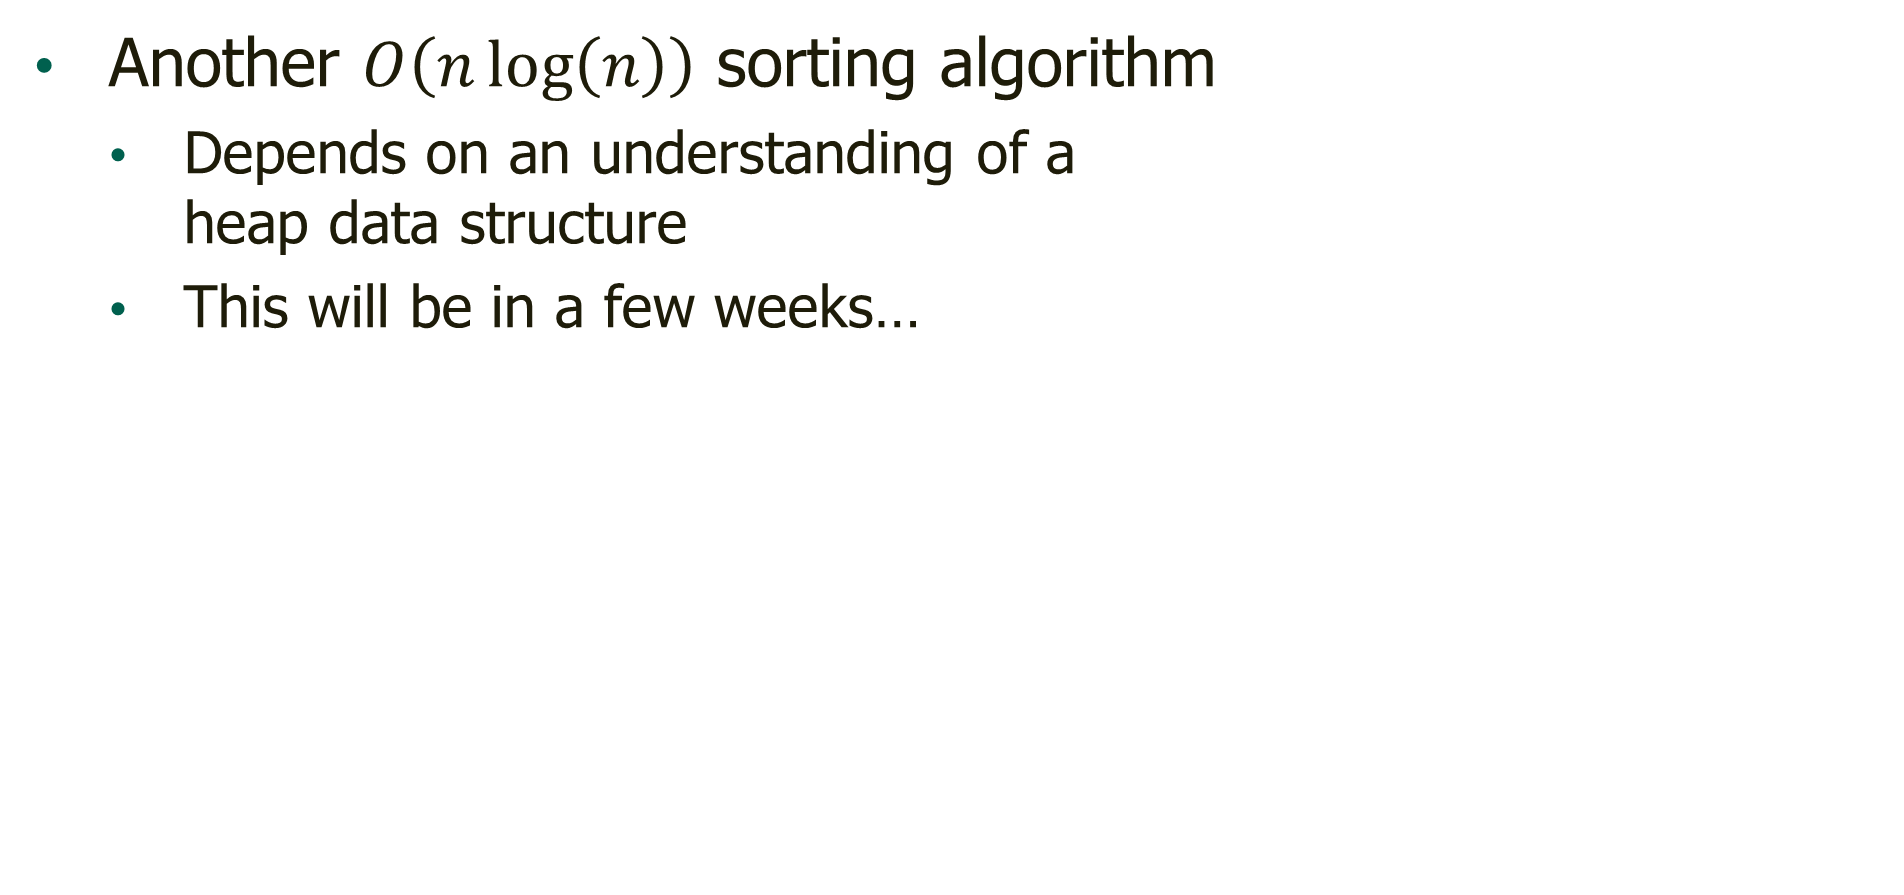 • Another 𝑂(𝑛 log(𝑛)) sorting algorithm
• Depends on an understanding of a
heap data structure
• This will be in a few weeks…